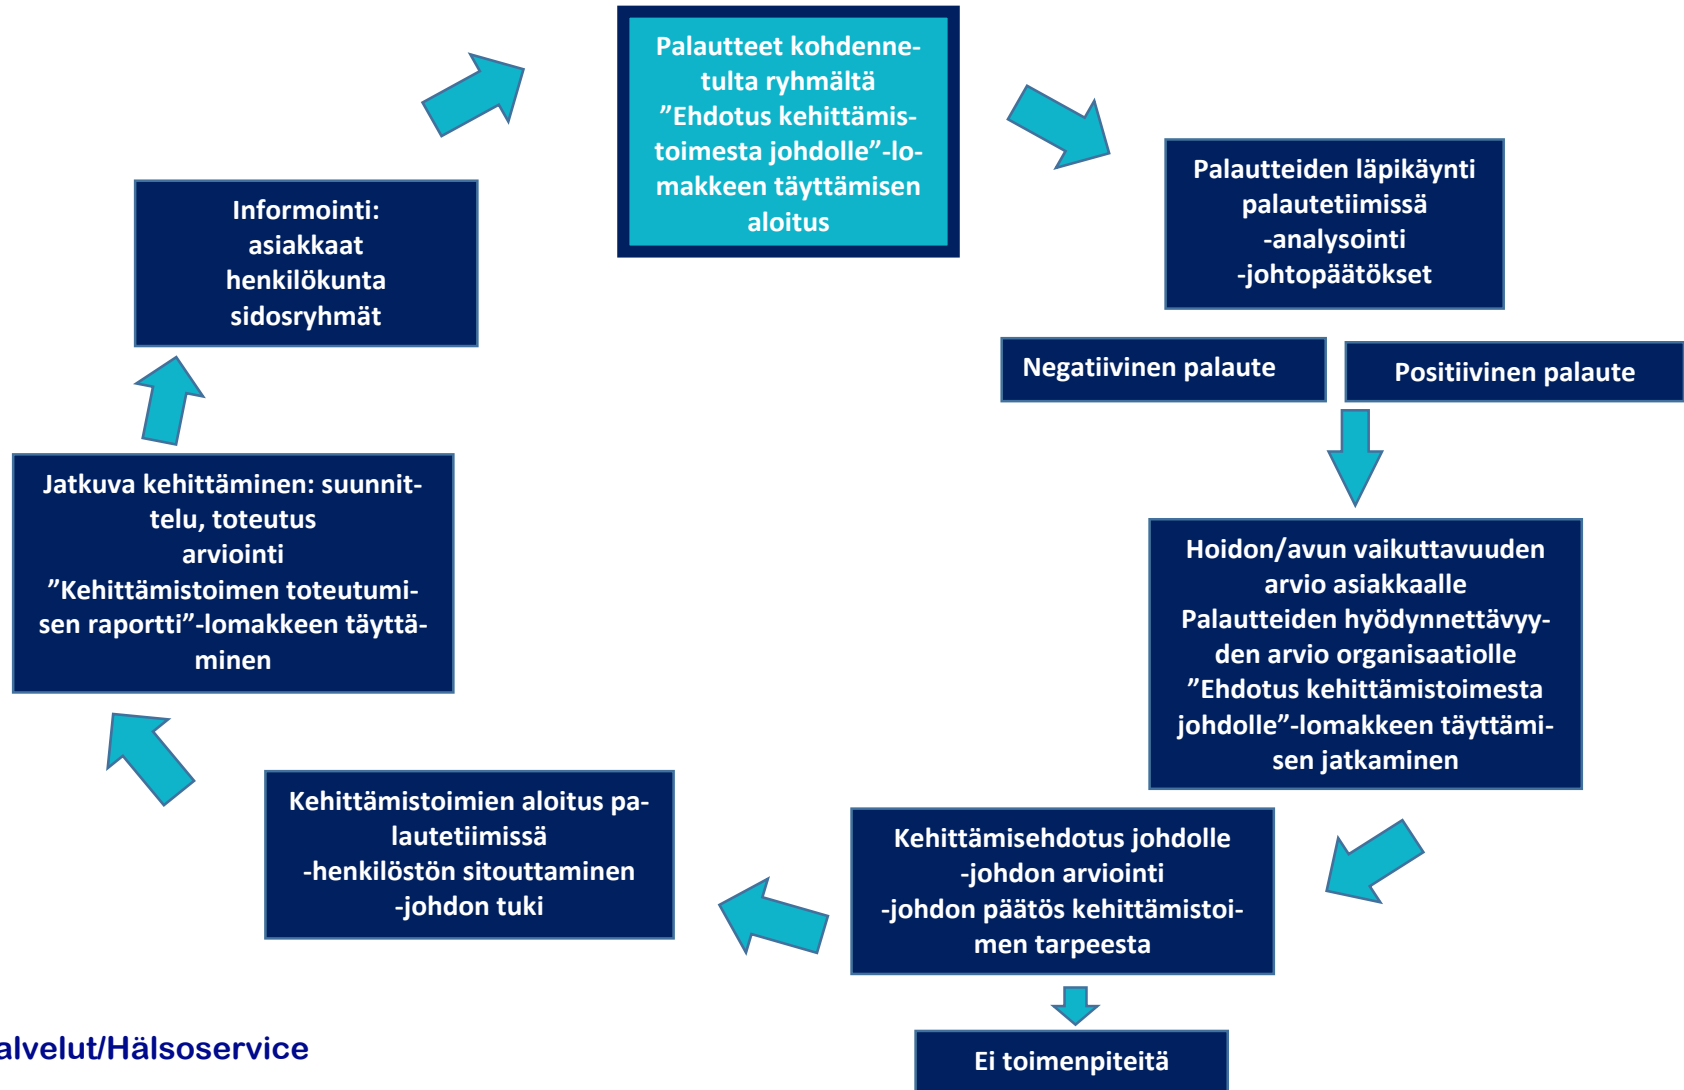 Palautteet kohdenne-
tulta ryhmältä
”Ehdotus kehittämis-
toimesta johdolle”-lo-
makkeen täyttämisen
aloitus
Palautteiden läpikäynti
palautetiimissä
-analysointi
-johtopäätökset
Negatiivinen palaute
Positiivinen palaute
Hoidon/avun vaikuttavuuden
arvio asiakkaalle
Palautteiden hyödynnettävyy-
den arvio organisaatiolle
”Ehdotus kehittämistoimesta
johdolle”-lomakkeen täyttämi-
sen jatkaminen
Kehittämisehdotus johdolle
-johdon arviointi
-johdon päätös kehittämistoi-
men tarpeesta
Ei toimenpiteitä
Kehittämistoimien aloitus pa-
lautetiimissä
-henkilöstön sitouttaminen
-johdon tuki
Jatkuva kehittäminen: suunnit-
telu, toteutus
arviointi
”Kehittämistoimen toteutumi-
sen raportti”-lomakkeen täyttä-
minen
Informointi:
asiakkaat
henkilökunta
sidosryhmät
alvelut/Hälsoservice